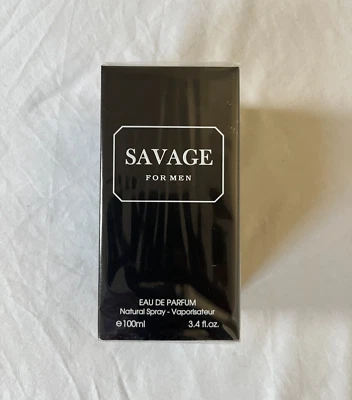 SAVAGE
FOR MEN
EAU DE PARFUM
Natural Spray - Vaporisateur
℮100ml 3.4 fl.oz.